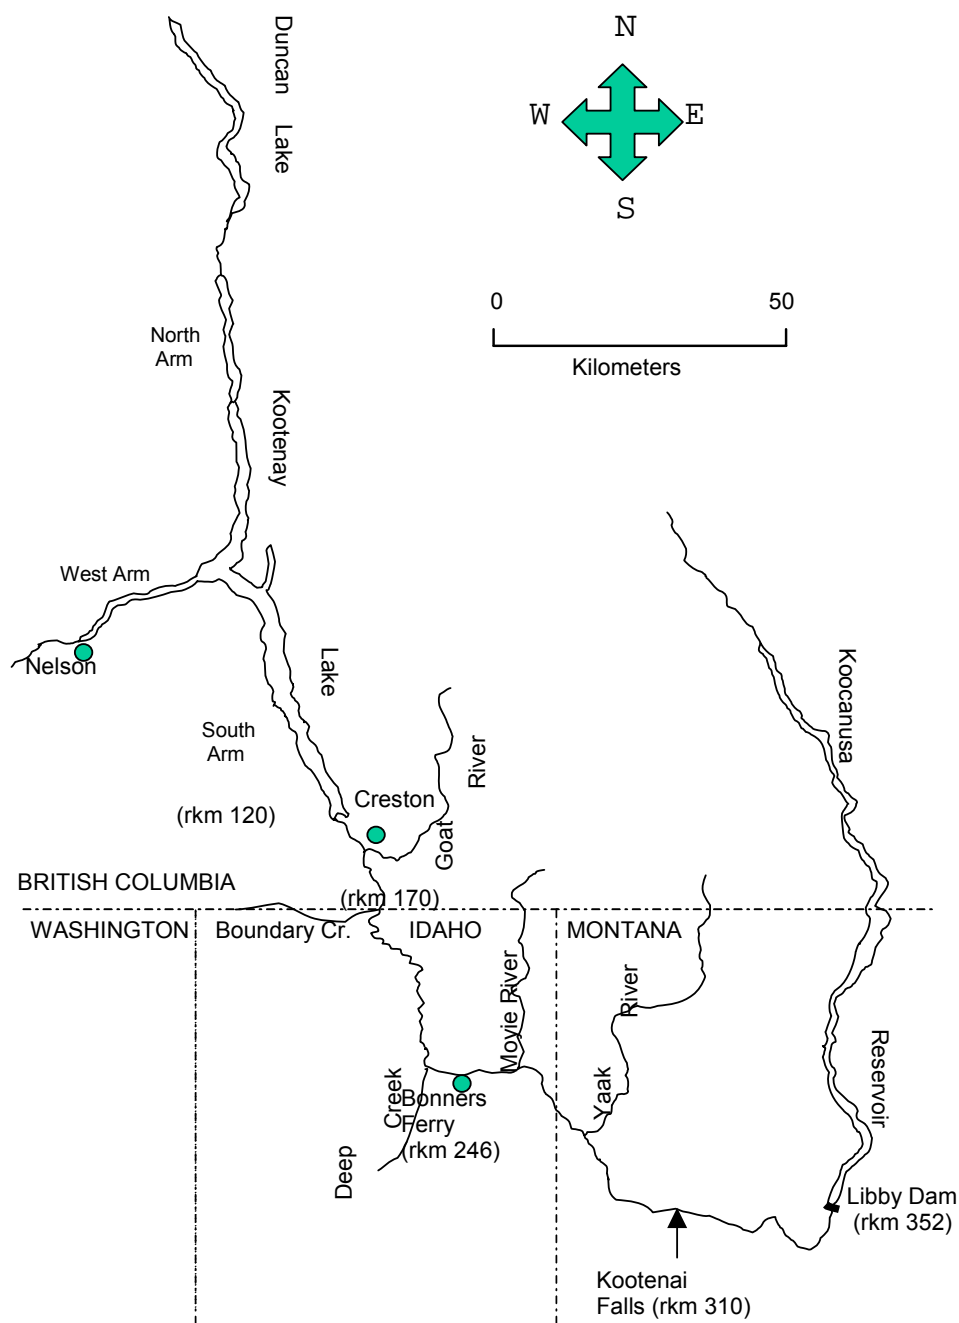 Duncan Lake
N
W
E
S
0
50
Kilometers
North
Arm
Kootenay
West Arm
Nelson
Lake
South
Arm
Koocanusa
River
Goat
Creston
(rkm 120)
BRITISH COLUMBIA
(rkm 170)
WASHINGTON
Boundary Cr.
IDAHO
MONTANA
Moyie River
River
Yaak
Reservoir
Creek
Deep
Bonners
Ferry
(rkm 246)
Libby Dam
(rkm 352)
Kootenai
Falls (rkm 310)